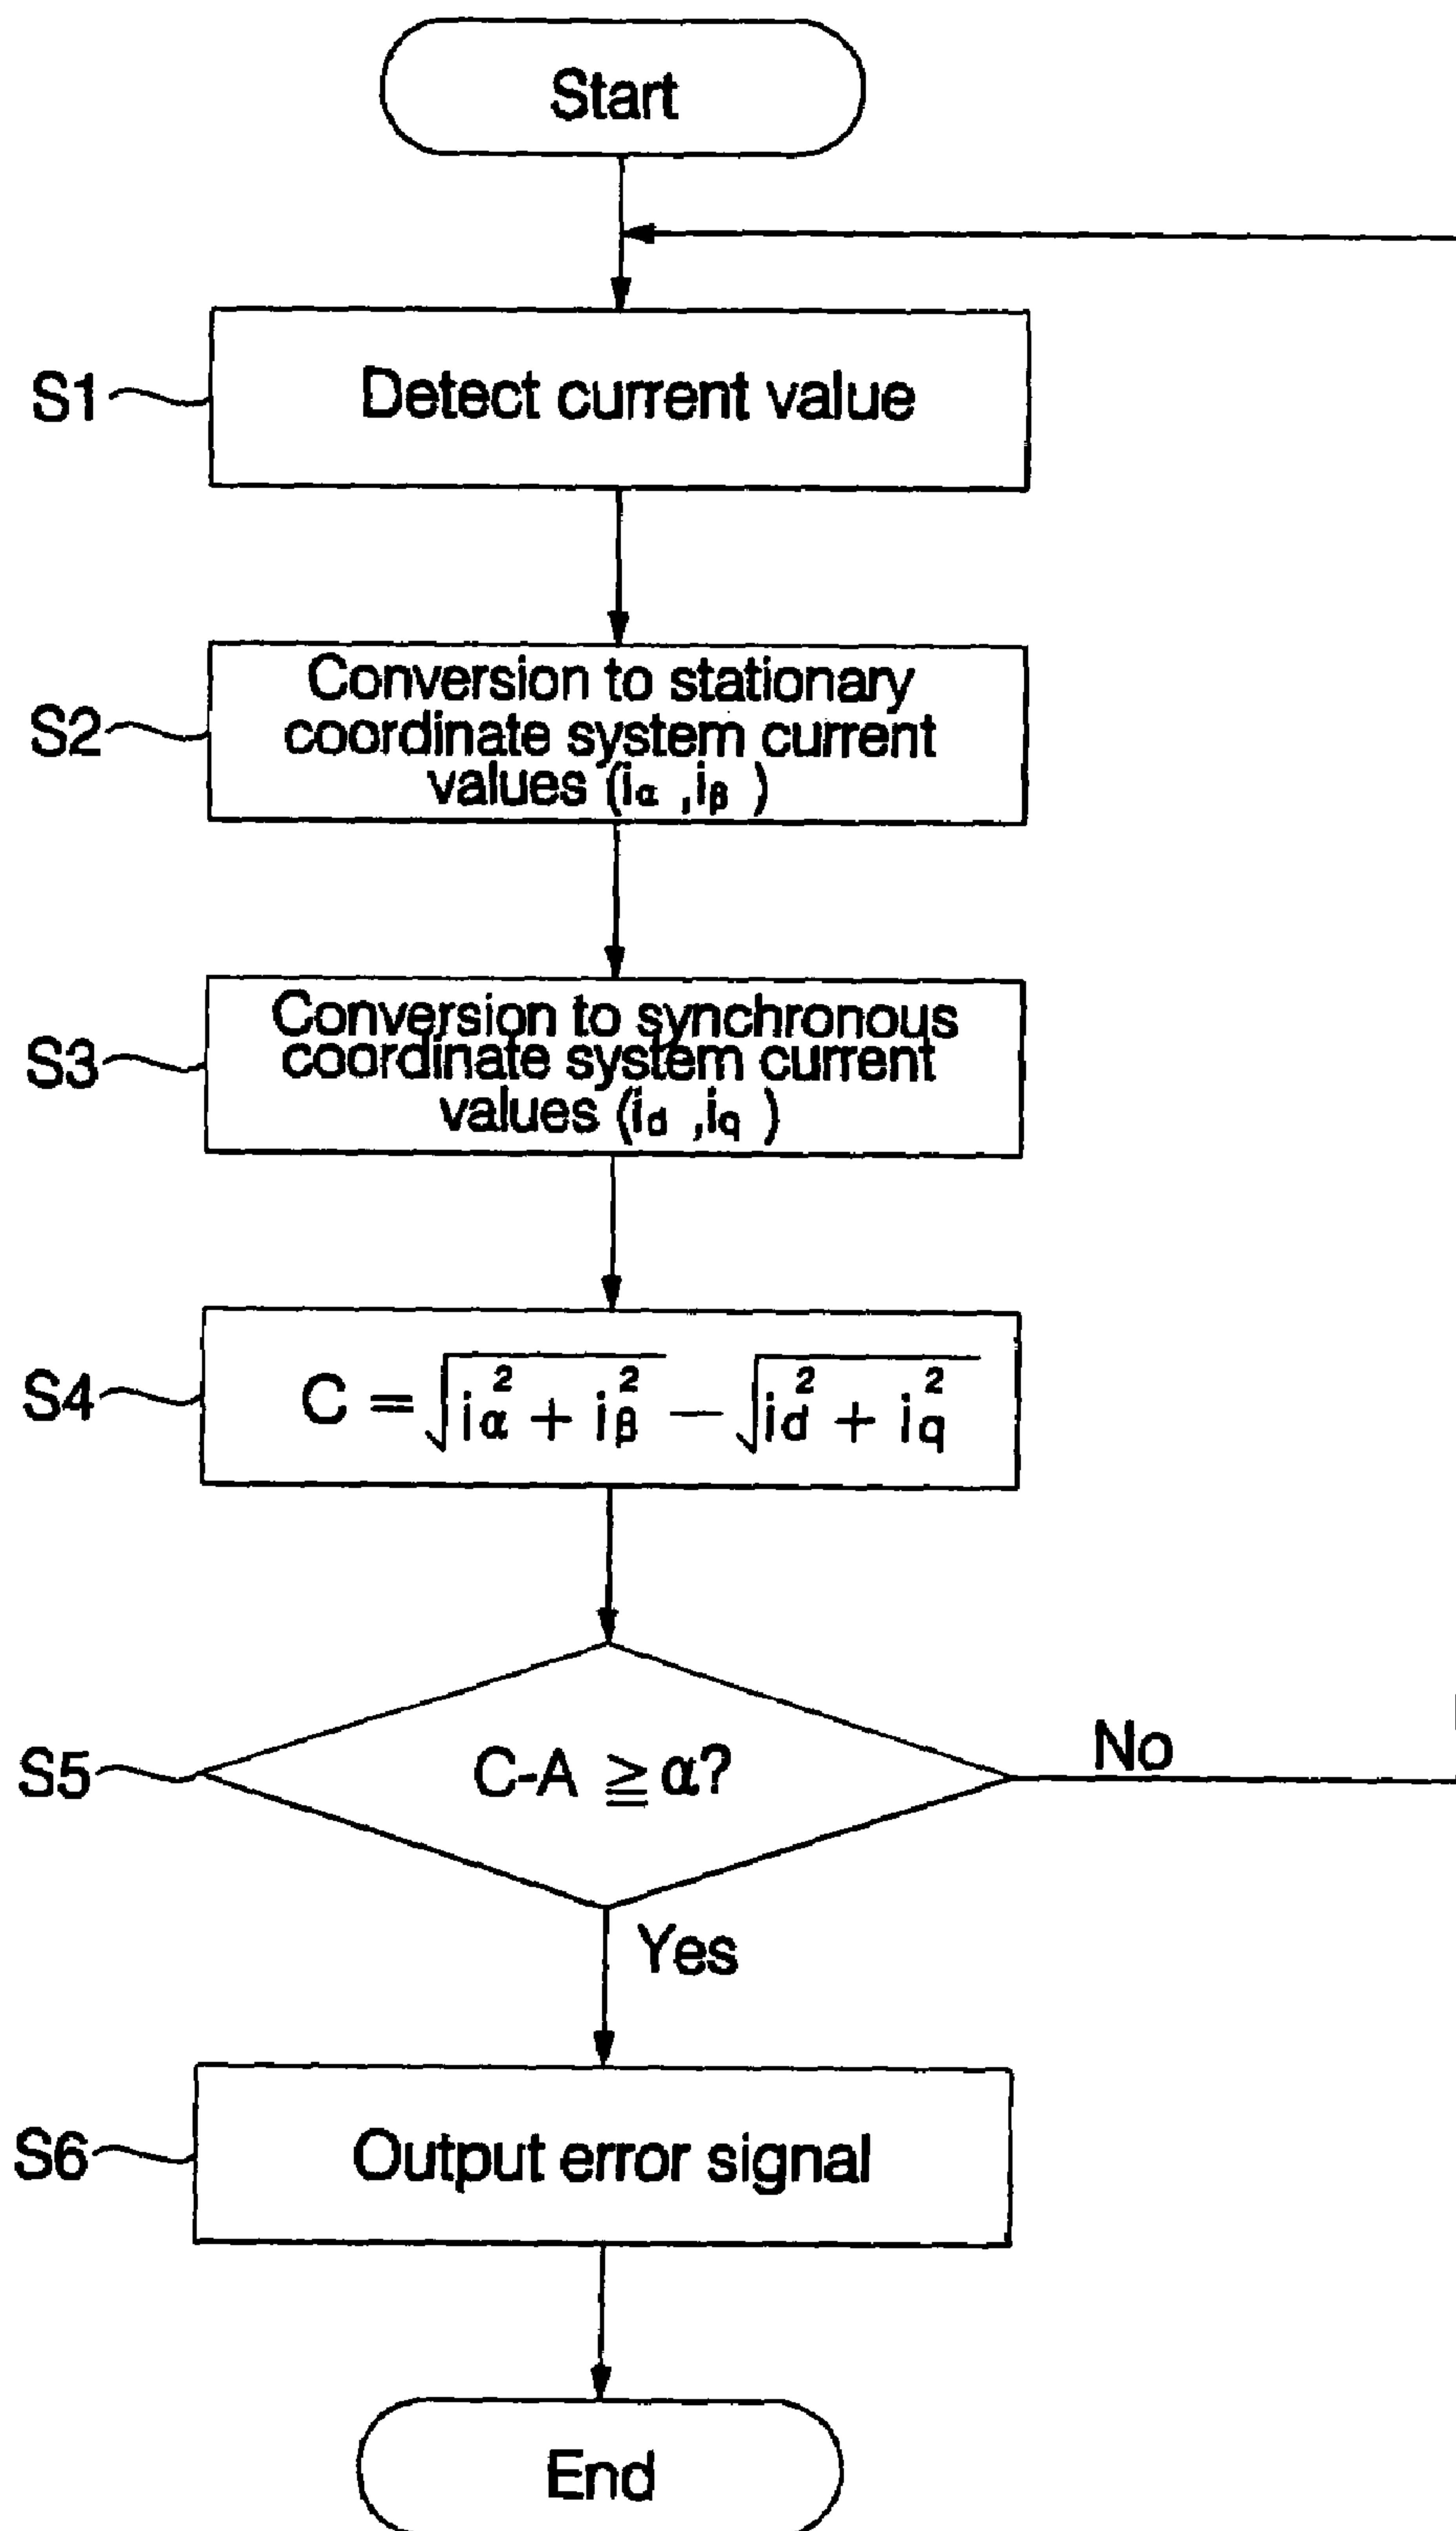 Start
S1
Detect current value
S2
Conversion to stationary
coordinate system current
values (iα ,iβ )
S3
Conversion to synchronous
coordinate system current
values (id ,iq )
S4
C = √(iα² + iβ²) − √(id² + iq²)
S5
C-A ≧ α?
No
Yes
S6
Output error signal
End